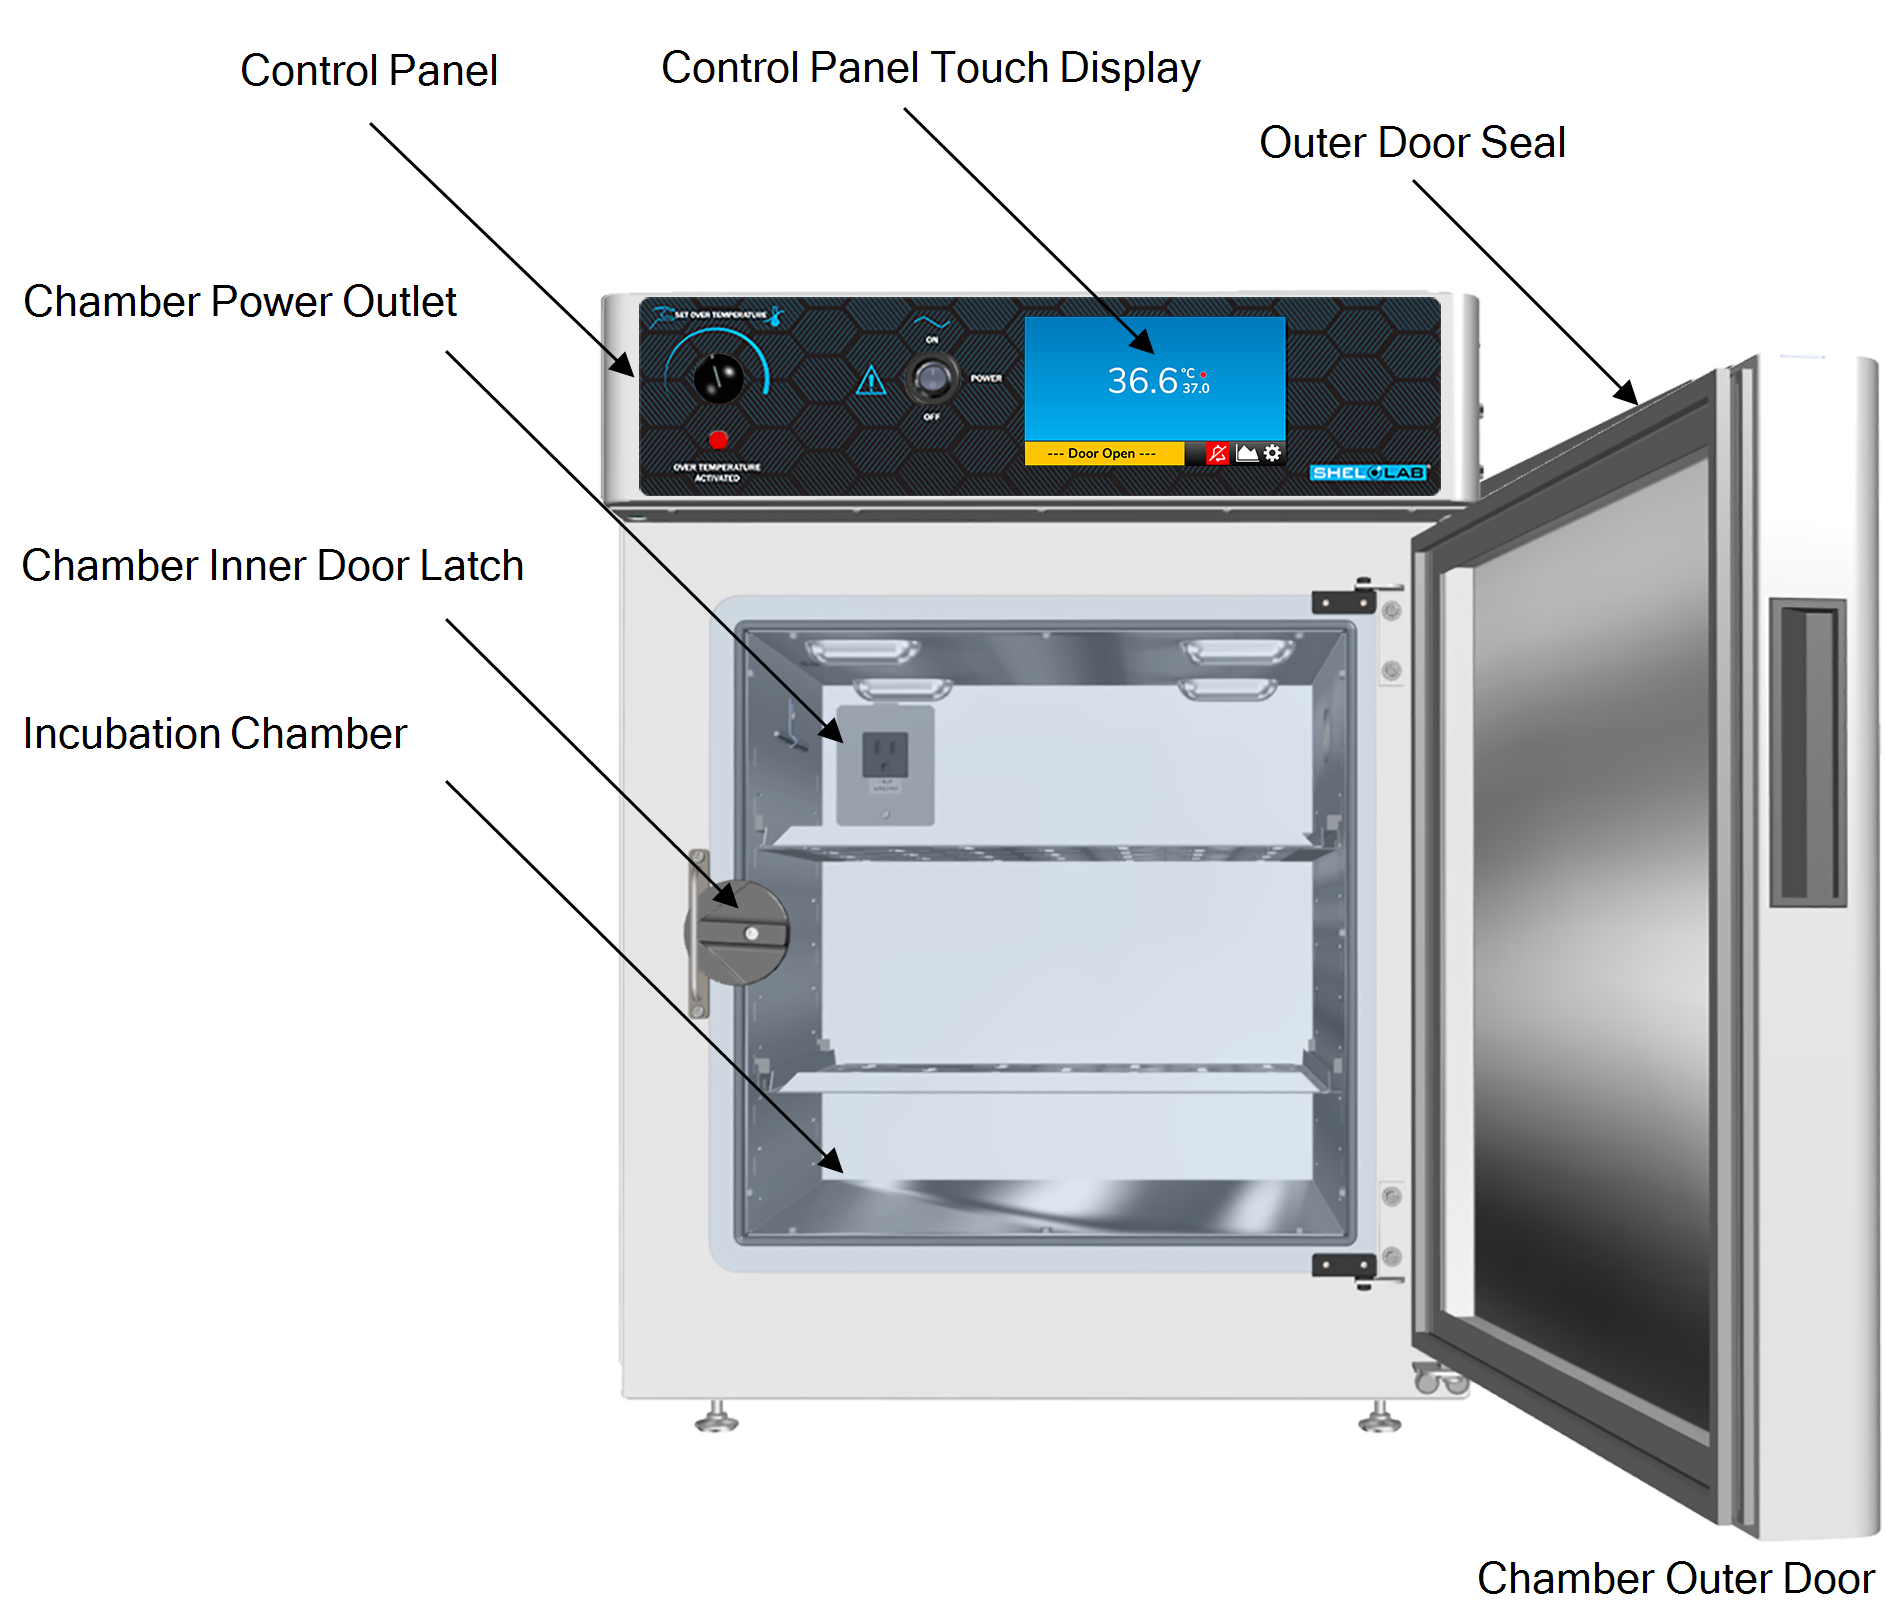 Control Panel
Control Panel Touch Display
Outer Door Seal
Chamber Power Outlet
SET OVER TEMPERATURE
ON
POWER
OFF
36.6 °C
37.0
--- Door Open ---
OVER TEMPERATURE
ACTIVATED
SHEL LAB
Chamber Inner Door Latch
Incubation Chamber
Chamber Outer Door